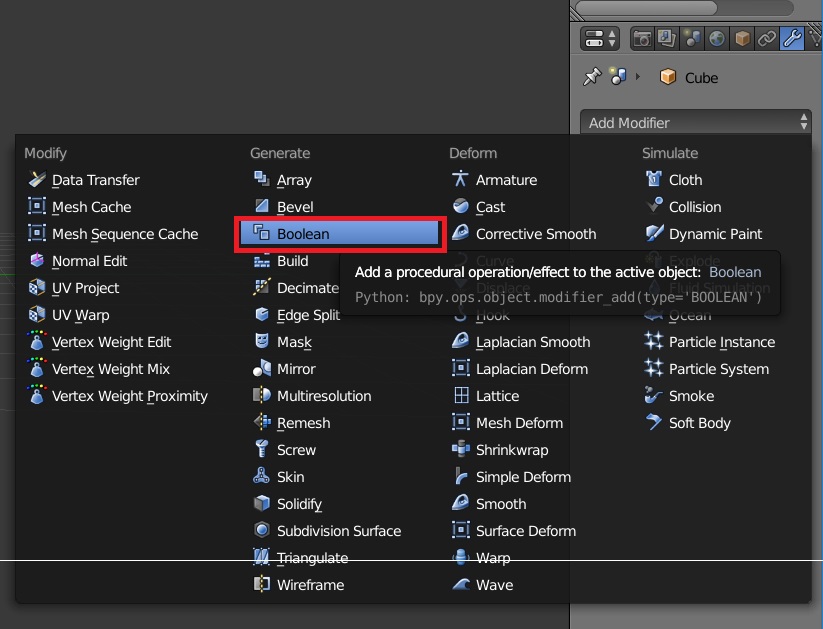 Cube
Add Modifier
Modify
Data Transfer
Mesh Cache
Mesh Sequence Cache
Normal Edit
UV Project
UV Warp
Vertex Weight Edit
Vertex Weight Mix
Vertex Weight Proximity
Generate
Array
Bevel
Boolean
Build
Decimate
Edge Split
Mask
Mirror
Multiresolution
Remesh
Screw
Skin
Solidify
Subdivision Surface
Triangulate
Wireframe
Deform
Armature
Cast
Corrective Smooth
Curve
Displace
Hook
Laplacian Smooth
Laplacian Deform
Lattice
Mesh Deform
Shrinkwrap
Simple Deform
Smooth
Surface Deform
Warp
Wave
Simulate
Cloth
Collision
Dynamic Paint
Explode
Fluid Simulation
Ocean
Particle Instance
Particle System
Smoke
Soft Body
Add a procedural operation/effect to the active object: Boolean
Python: bpy.ops.object.modifier_add(type='BOOLEAN')